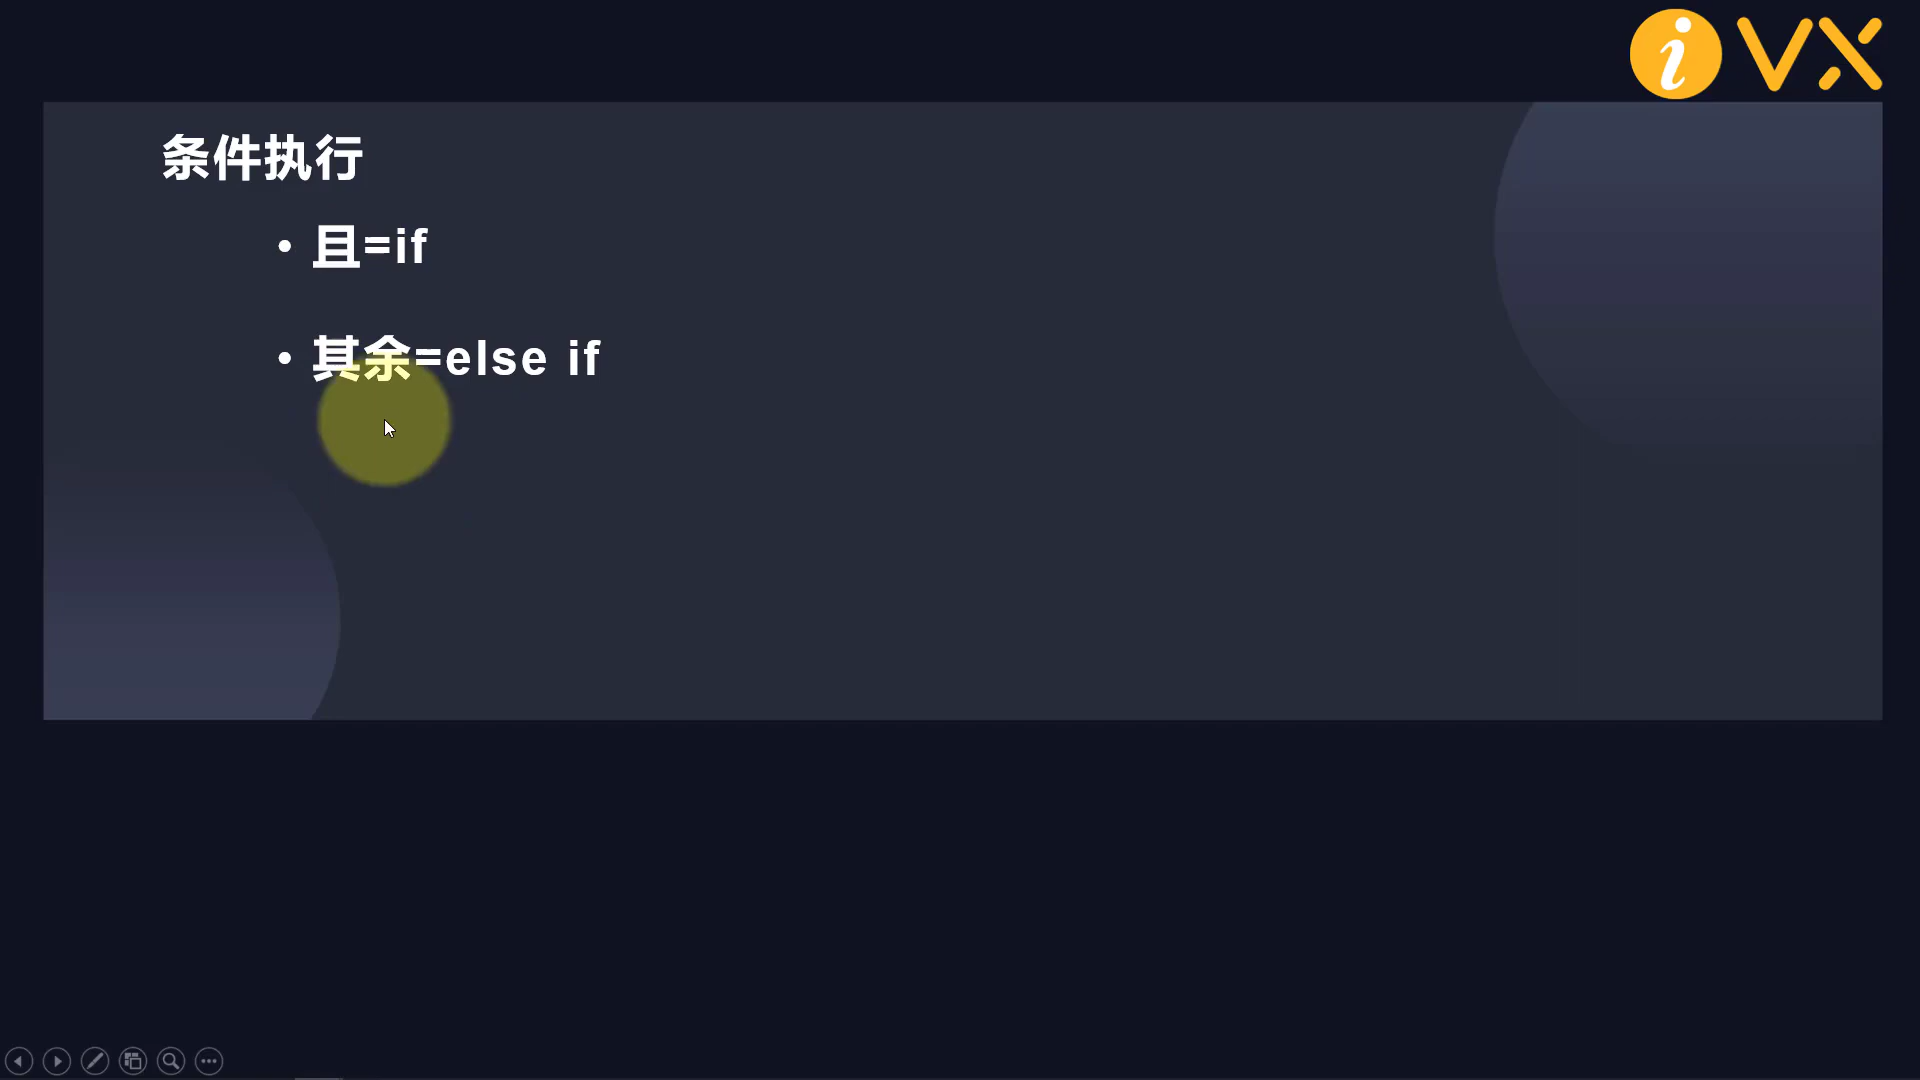 iVX
条件执行
• 且=if
• 其余=else if